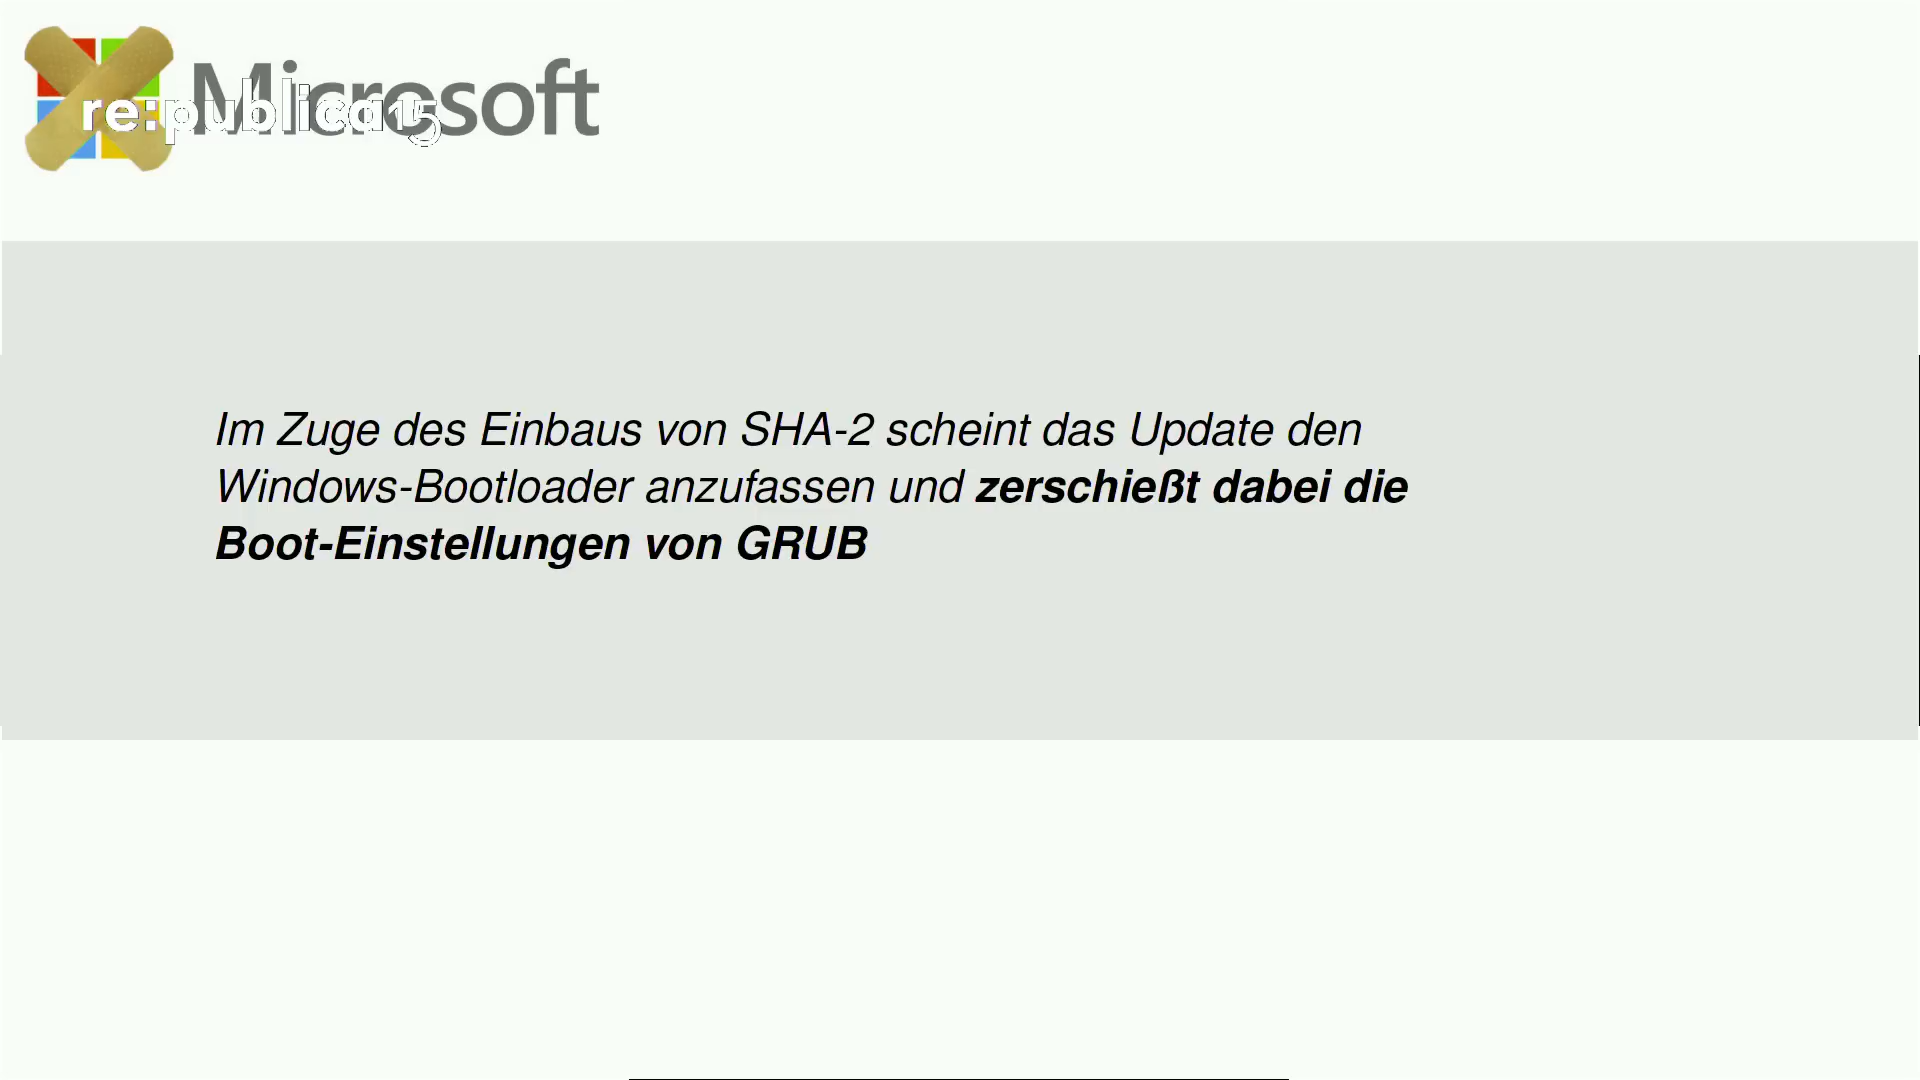 Microsoft
re:publica15
Im Zuge des Einbaus von SHA-2 scheint das Update den
Windows-Bootloader anzufassen und zerschießt dabei die
Boot-Einstellungen von GRUB